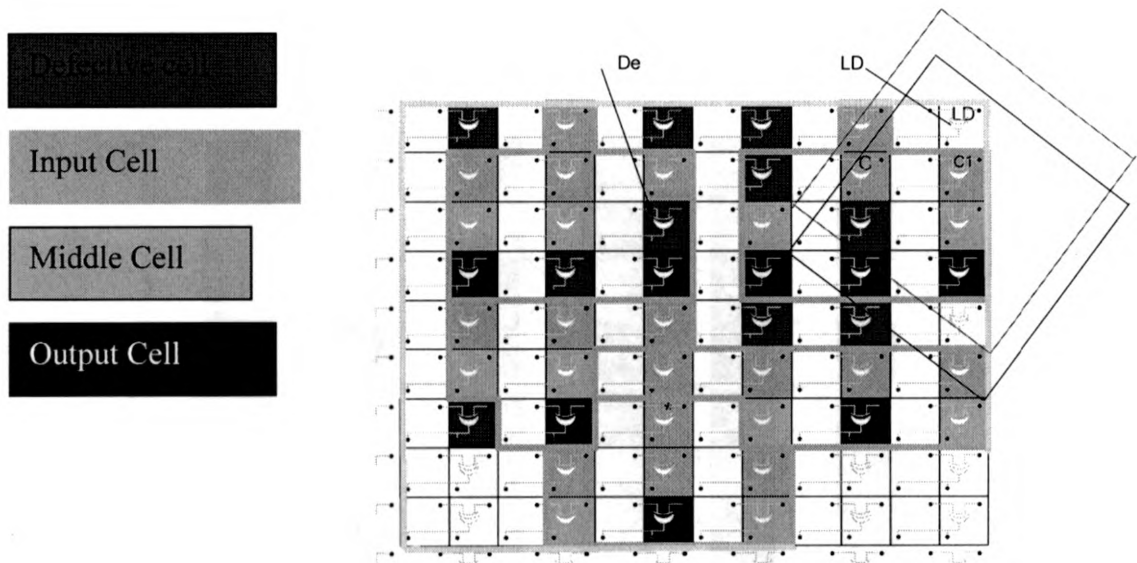 Defective cell
Input Cell
Middle Cell
Output Cell
De
LD
LD
C
C1